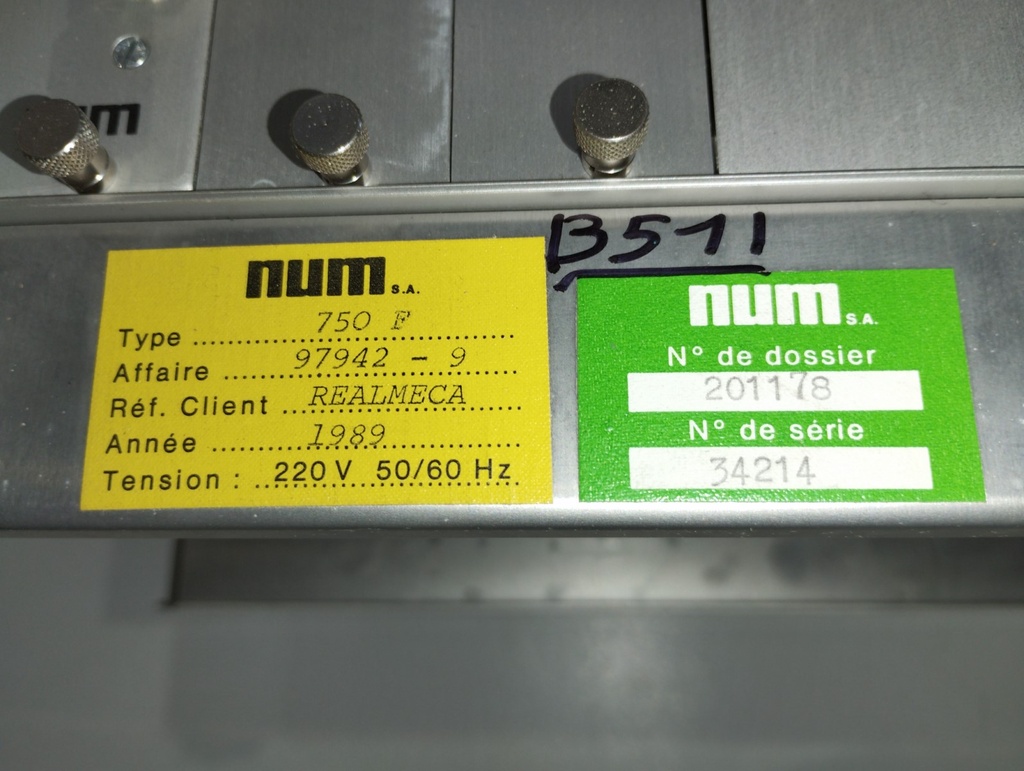 num
B511
num S.A.
Type 750 F
Affaire 97942 - 9
Réf. Client REALMECA
Année 1989
Tension : 220 V 50/60 Hz
num S.A.
N° de dossier
201178
N° de série
34214